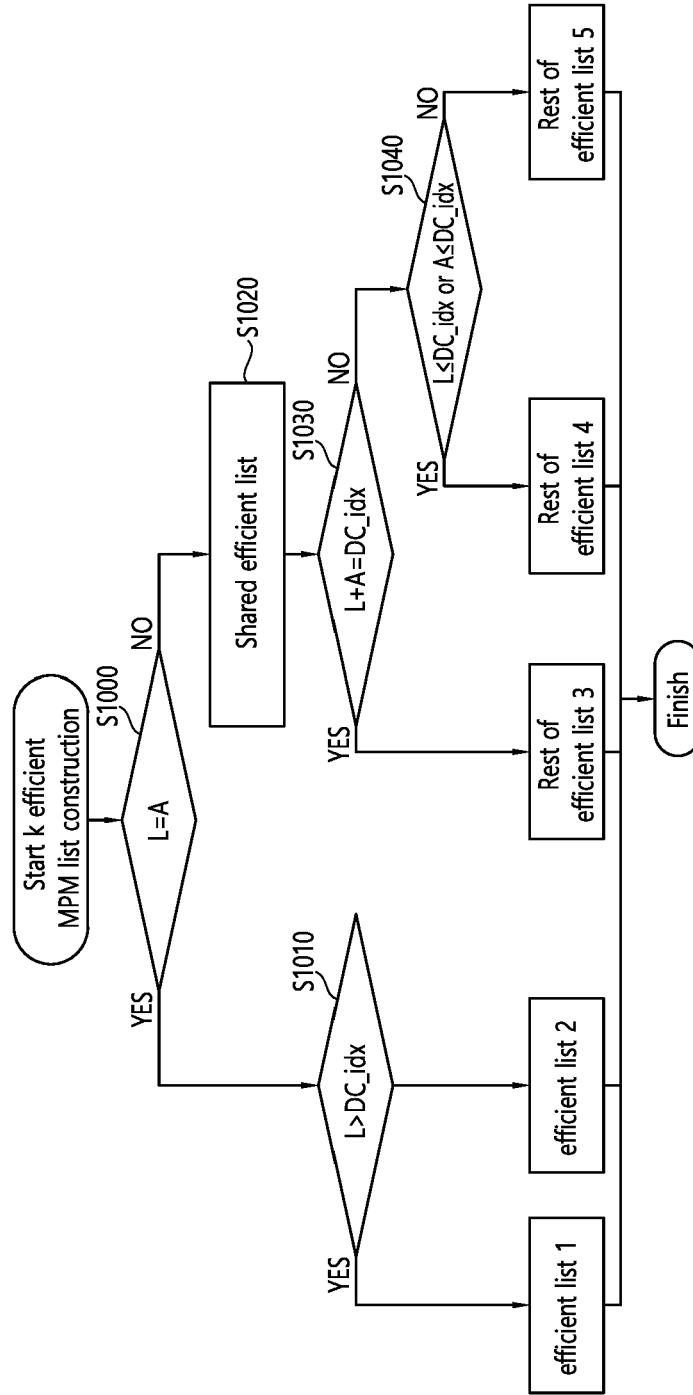 Start k efficient
MPM list construction
S1000
L=A
YES
NO
S1010
L>DC_idx
YES
S1020
Shared efficient list
S1030
L+A=DC_idx
YES
NO
S1040
L≤DC_idx or A≤DC_idx
YES
NO
efficient list 1
efficient list 2
Rest of
efficient list 3
Rest of
efficient list 4
Rest of
efficient list 5
Finish